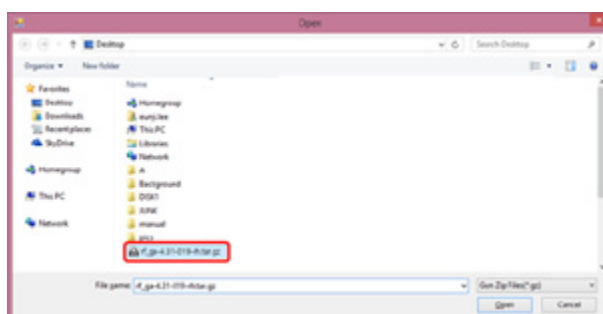 Open
Desktop
Search Desktop
Organize
New folder
Favorites
Desktop
Downloads
Recent places
SkyDrive
Homegroup
This PC
Network
Name
Homegroup
eunji.lee
This PC
Libraries
Network
A
Background
DISK1
JUNK
manual
File name:
Gun Zip Files(*.gz)
Open
Cancel